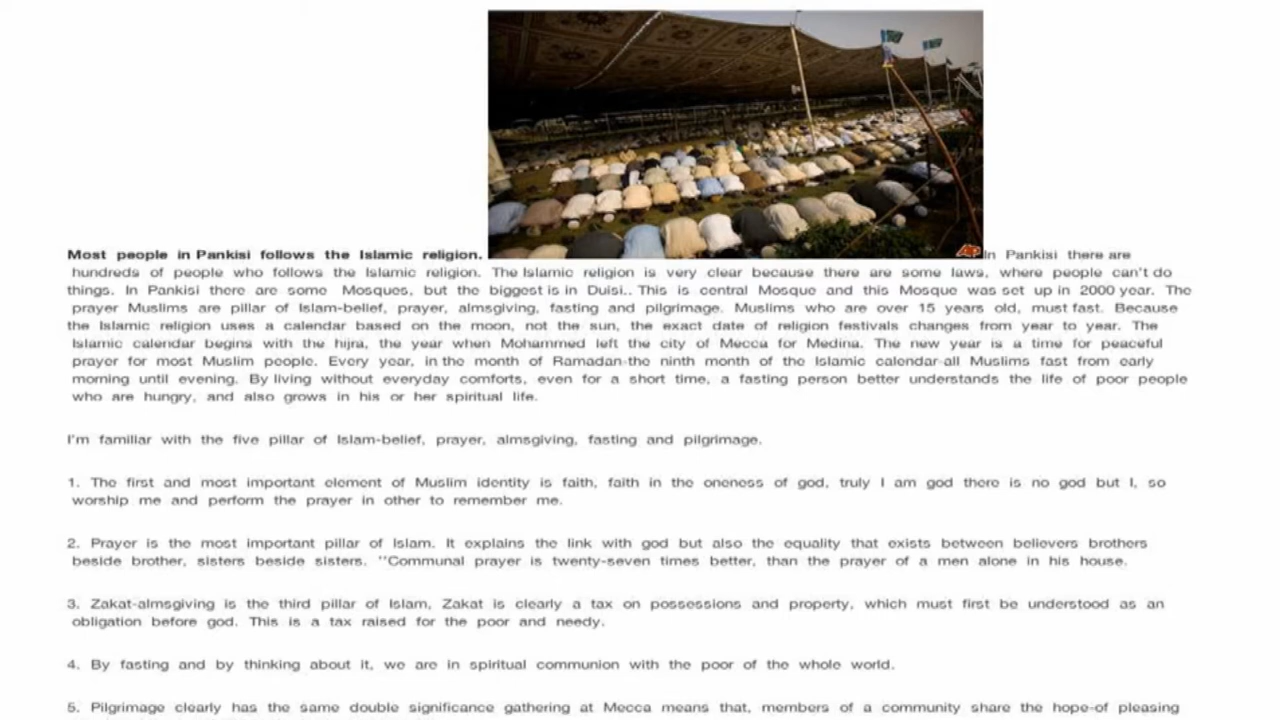 Most people in Pankisi follows the Islamic religion.
AP
In Pankisi there are
hundreds of people who follows the Islamic religion. The Islamic religion is very clear because there are some laws, where people can't do
things. In Pankisi there are some Mosques, but the biggest is in Duisi.. This is central Mosque and this Mosque was set up in 2000 year. The
prayer Muslims are pillar of Islam-belief, prayer, almsgiving, fasting and pilgrimage. Muslims who are over 15 years old, must fast. Because
the Islamic religion uses a calendar based on the moon, not the sun, the exact date of religion festivals changes from year to year. The
Islamic calendar begins with the hijra, the year when Mohammed left the city of Mecca for Medina. The new year is a time for peaceful
prayer for most Muslim people. Every year, in the month of Ramadan-the ninth month of the Islamic calendar-all Muslims fast from early
morning until evening. By living without everyday comforts, even for a short time, a fasting person better understands the life of poor people
who are hungry, and also grows in his or her spiritual life.
I'm familiar with the five pillar of Islam-belief, prayer, almsgiving, fasting and pilgrimage.
1. The first and most important element of Muslim identity is faith, faith in the oneness of god, truly I am god there is no god but I, so
worship me and perform the prayer in other to remember me.
2. Prayer is the most important pillar of Islam. It explains the link with god but also the equality that exists between believers brothers
beside brother, sisters beside sisters. ''Communal prayer is twenty-seven times better, than the prayer of a men alone in his house.
3. Zakat-almsgiving is the third pillar of Islam, Zakat is clearly a tax on possessions and property, which must first be understood as an
obligation before god. This is a tax raised for the poor and needy.
4. By fasting and by thinking about it, we are in spiritual communion with the poor of the whole world.
5. Pilgrimage clearly has the same double significance gathering at Mecca means that, members of a community share the hope-of pleasing